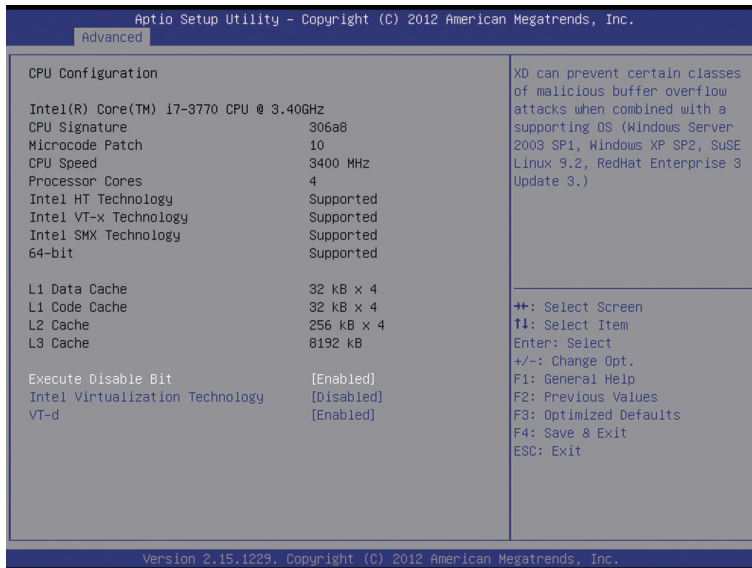 Aptio Setup Utility – Copyright (C) 2012 American Megatrends, Inc.
Advanced
CPU Configuration
Intel(R) Core(TM) i7-3770 CPU @ 3.40GHz
CPU Signature 306a8
Microcode Patch 10
CPU Speed 3400 MHz
Processor Cores 4
Intel HT Technology Supported
Intel VT-x Technology Supported
Intel SMX Technology Supported
64-bit Supported
L1 Data Cache 32 kB x 4
L1 Code Cache 32 kB x 4
L2 Cache 256 kB x 4
L3 Cache 8192 kB
Execute Disable Bit [Enabled]
Intel Virtualization Technology [Disabled]
VT-d [Enabled]
XD can prevent certain classes
of malicious buffer overflow
attacks when combined with a
supporting OS (Windows Server
2003 SP1, Windows XP SP2, SuSE
Linux 9.2, RedHat Enterprise 3
Update 3.)
→←: Select Screen
↑↓: Select Item
Enter: Select
+/-: Change Opt.
F1: General Help
F2: Previous Values
F3: Optimized Defaults
F4: Save & Exit
ESC: Exit
Version 2.15.1229. Copyright (C) 2012 American Megatrends, Inc.